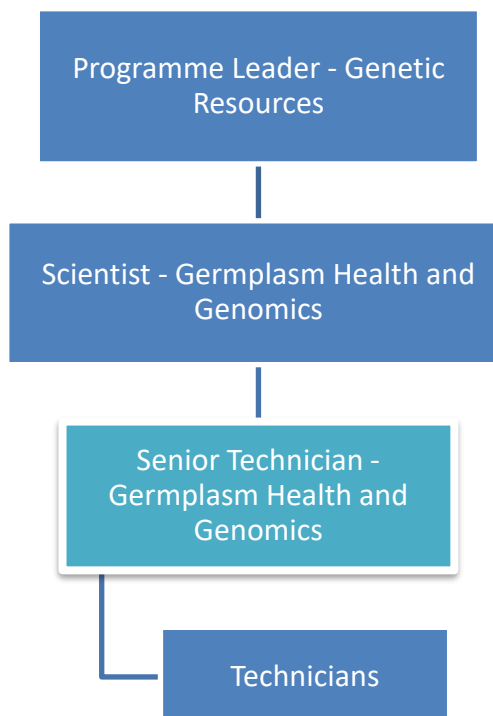 Programme Leader - Genetic
Resources
Scientist - Germplasm Health and
Genomics
Senior Technician -
Germplasm Health and
Genomics
Technicians